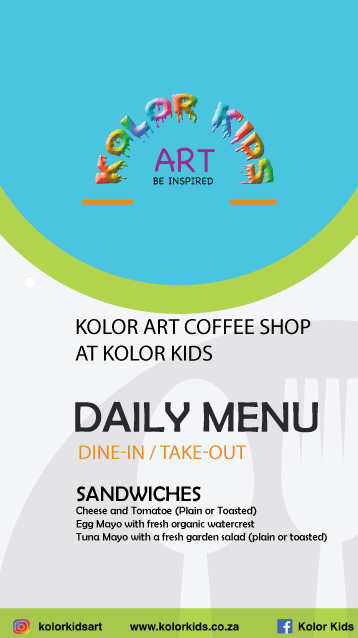 KOLOR KIDS
ART
BE INSPIRED
KOLOR ART COFFEE SHOP
AT KOLOR KIDS
DAILY MENU
DINE-IN / TAKE-OUT
SANDWICHES
Cheese and Tomatoe (Plain or Toasted)
Egg Mayo with fresh organic watercrest
Tuna Mayo with a fresh garden salad (plain or toasted)
kolorkidsart www.kolorkids.co.za Kolor Kids